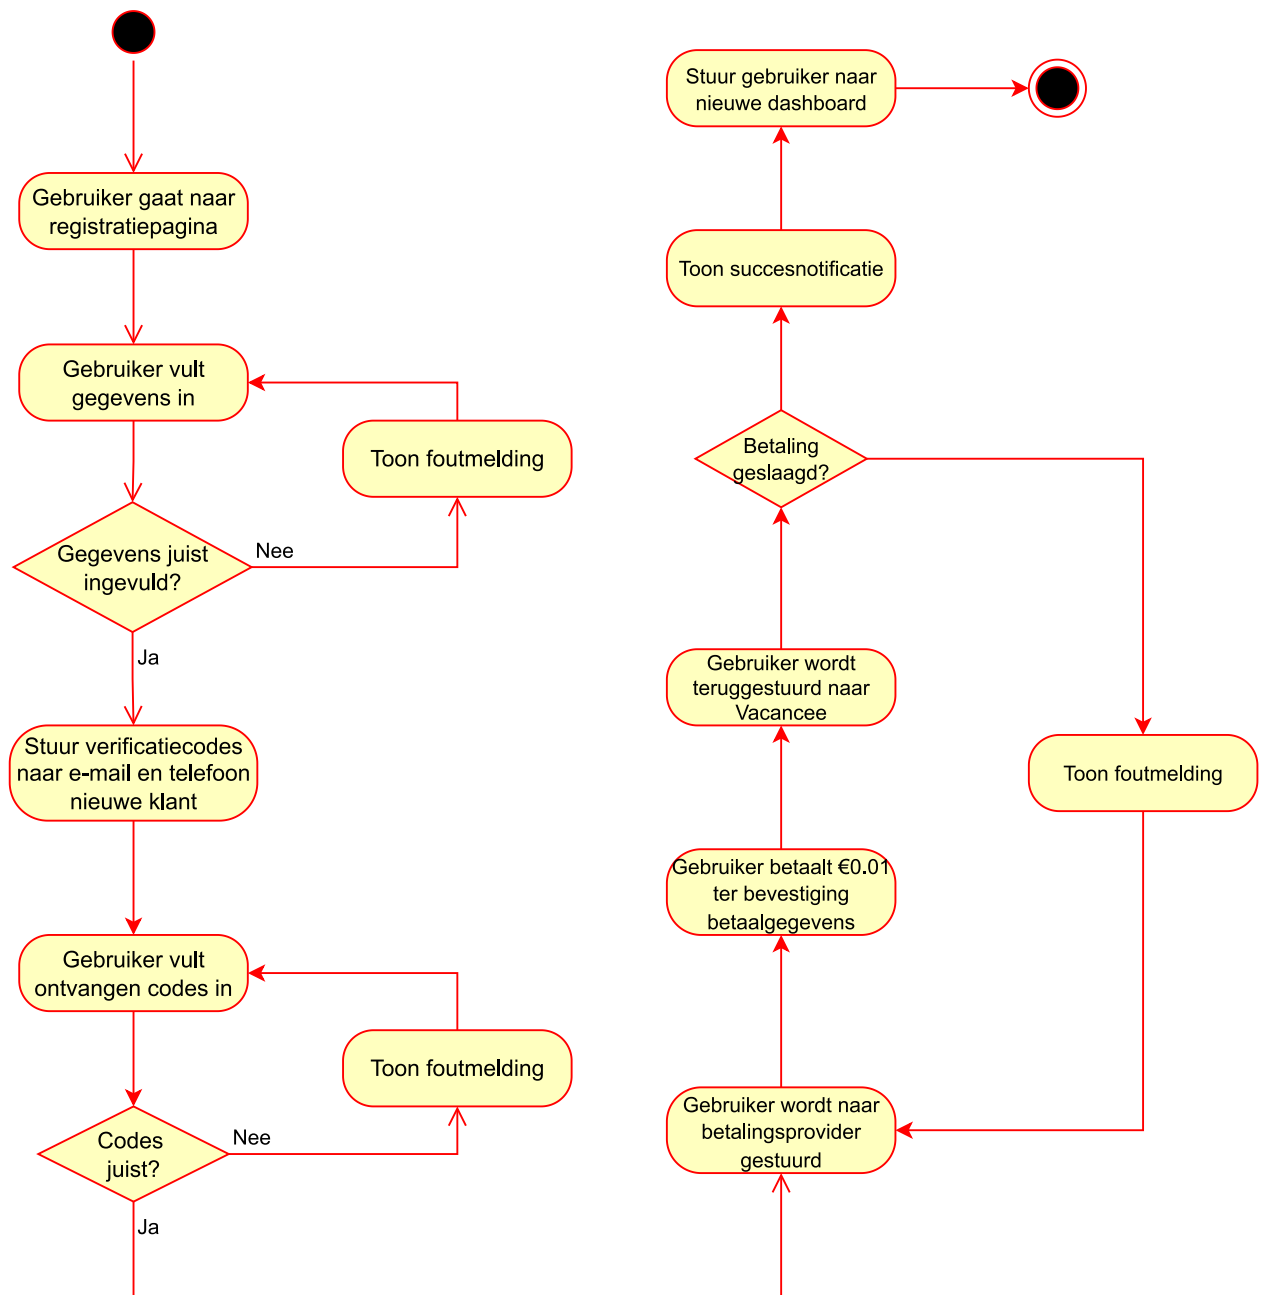 Gebruiker gaat naar
registratiepagina
Gebruiker vult
gegevens in
Toon foutmelding
Gegevens juist
ingevuld?
Nee
Ja
Stuur verificatiecodes
naar e-mail en telefoon
nieuwe klant
Gebruiker vult
ontvangen codes in
Toon foutmelding
Codes
juist?
Nee
Ja
Gebruiker wordt naar
betalingsprovider
gestuurd
Gebruiker betaalt €0.01
ter bevestiging
betaalgegevens
Gebruiker wordt
teruggestuurd naar
Vacancee
Betaling
geslaagd?
Toon foutmelding
Toon succesnotificatie
Stuur gebruiker naar
nieuwe dashboard